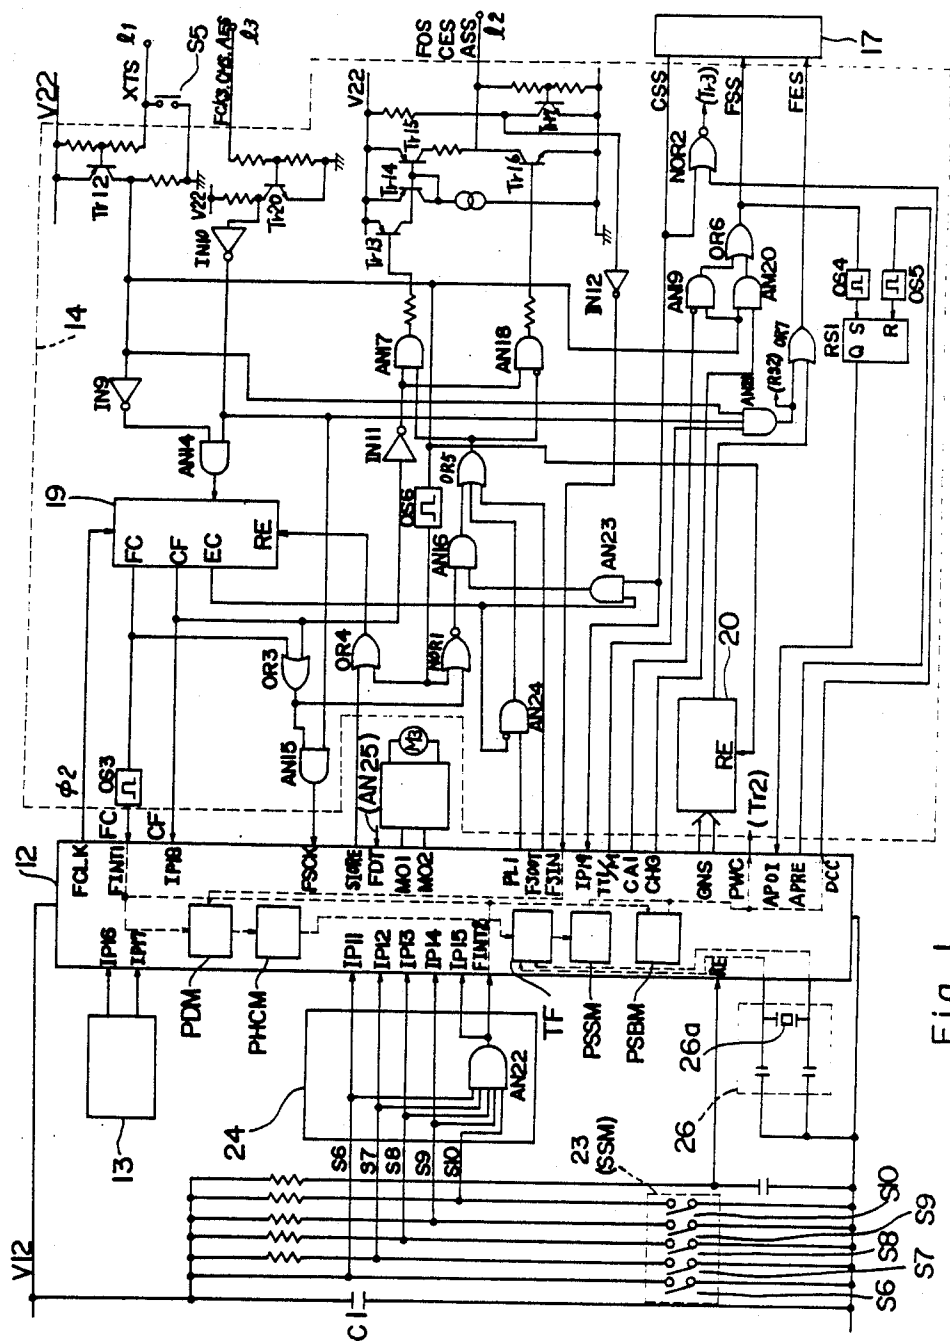 V22
XTS
ℓ1
S5
FCKS,CMS,AES
ℓ3
Tr12
V22
Tr20
IN10
14
IN9
AN14
19
FC
CF
EC
RE
φ2
OS3
FC
CF
OR3
AN15
OR4
NOR1
(AN25)
M3
FOS
CES
ASS
ℓ2
V22
Tr15
Tr14
Tr13
Tr16
IN12
AN17
AN18
IN11
OR5
OS6
AN16
AN23
AN24
CSS
FSS
FES
17
NOR2
(Tr3)
OR6
AN19
AN20
OS4
OS5
RS1
S
Q
R
OR7
(RS2)
20
RE
(Tr2)
12
FCLK
FINT1
IP18
FSCK
STORE
FDT
MO1
MO2
PL1
FSOUT
FSIN
IP19
TTL/M
CA1
CHG
GNS
PWC
APOI
APRE
DCC
IP16
IP17
IP11
IP12
IP13
IP14
IP15
FINT2
RE
PDM
PHCM
TF
PSSM
PSBM
13
24
AN22
S6
S7
S8
S9
S10
23
(SSM)
26
26a
V12
C1
S6
S7
S8
S9
S10
Fig. 1